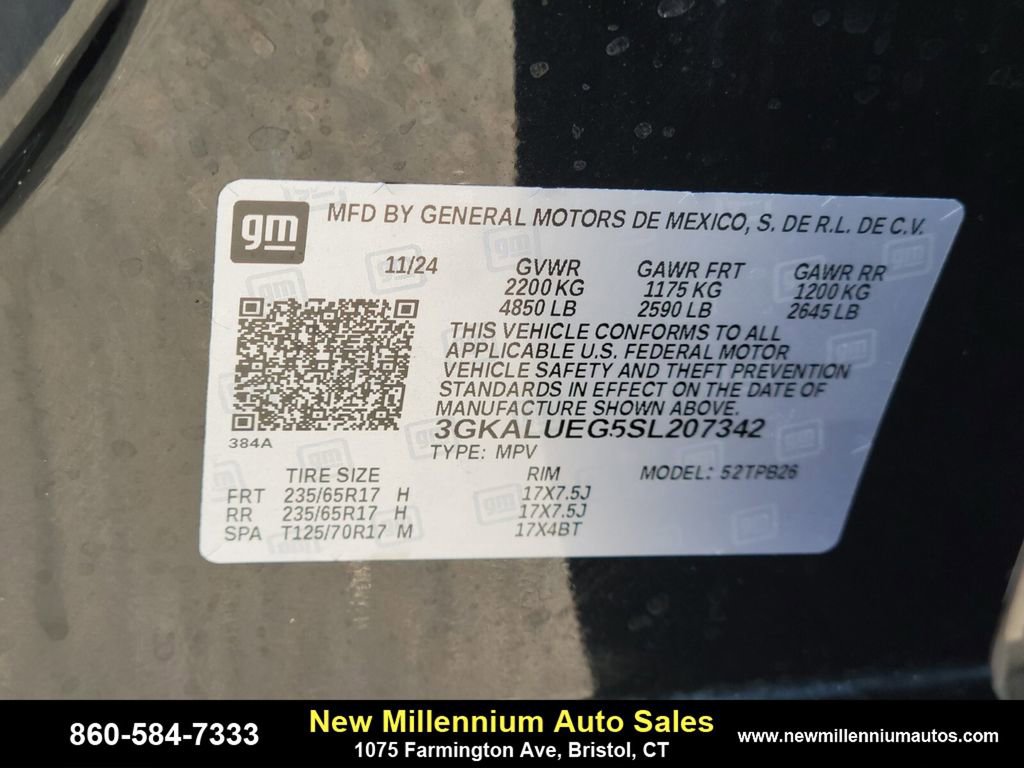 gm MFD BY GENERAL MOTORS DE MEXICO, S. DE R.L. DE C.V.
11/24 GVWR GAWR FRT GAWR RR
2200 KG 1175 KG 1200 KG
4850 LB 2590 LB 2645 LB
THIS VEHICLE CONFORMS TO ALL
APPLICABLE U.S. FEDERAL MOTOR
VEHICLE SAFETY AND THEFT PREVENTION
STANDARDS IN EFFECT ON THE DATE OF
MANUFACTURE SHOWN ABOVE.
3GKALUEG5SL207342
384A
TYPE: MPV
TIRE SIZE RIM MODEL: 52TPB26
FRT 235/65R17 H 17X7.5J
RR 235/65R17 H 17X7.5J
SPA T125/70R17 M 17X4BT
860-584-7333
New Millennium Auto Sales
1075 Farmington Ave, Bristol, CT
www.newmillenniumautos.com